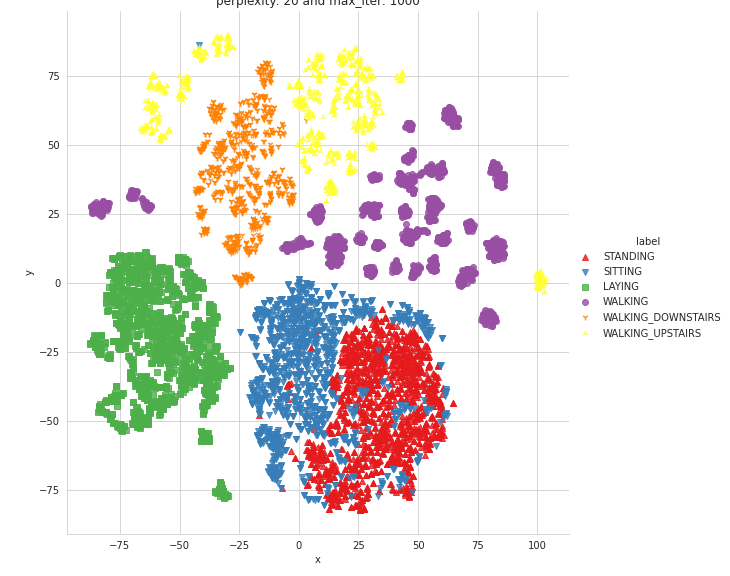 perplexity: 20 and max_iter: 1000
75
50
25
0
−25
−50
−75
y
−75
−50
−25
0
25
50
75
100
x
label
STANDING
SITTING
LAYING
WALKING
WALKING_DOWNSTAIRS
WALKING_UPSTAIRS